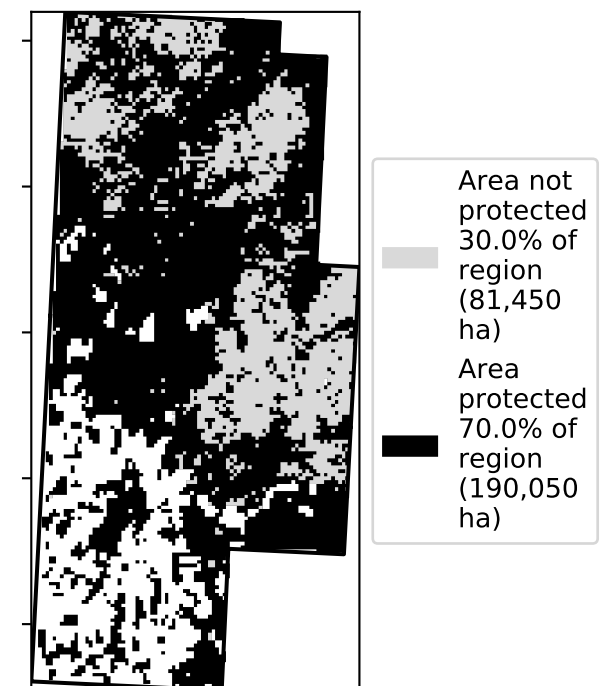 Area not
protected
30.0% of
region
(81,450
ha)
Area
protected
70.0% of
region
(190,050
ha)